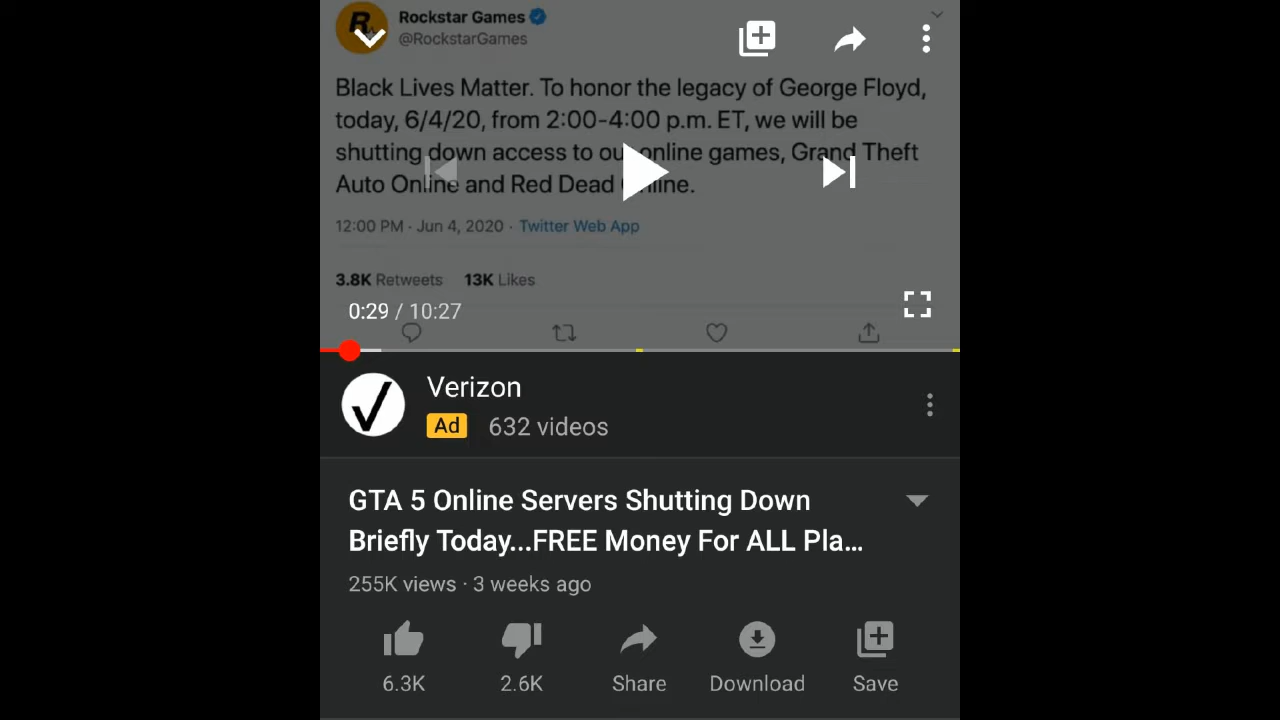 Rockstar Games
@RockstarGames
Black Lives Matter. To honor the legacy of George Floyd,
today, 6/4/20, from 2:00-4:00 p.m. ET, we will be
shutting down access to our online games, Grand Theft
Auto Online and Red Dead Online.
12:00 PM · Jun 4, 2020 · Twitter Web App
3.8K Retweets 13K Likes
0:29 / 10:27
Verizon
Ad 632 videos
GTA 5 Online Servers Shutting Down
Briefly Today...FREE Money For ALL Pla...
255K views · 3 weeks ago
6.3K 2.6K Share Download Save